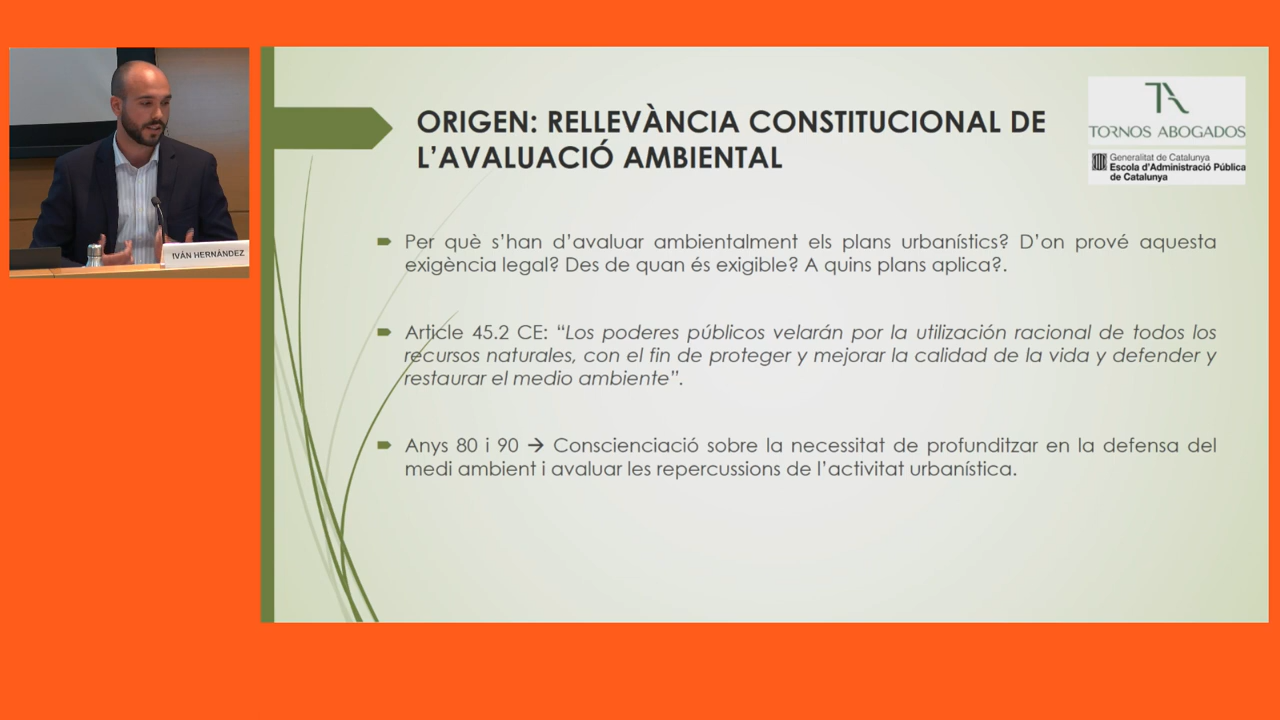 IVÁN HERNÁNDEZ
ORIGEN: RELLEVÀNCIA CONSTITUCIONAL DE
L'AVALUACIÓ AMBIENTAL
TA
TORNOS ABOGADOS
Generalitat de Catalunya
Escola d'Administració Pública
de Catalunya
Per què s'han d'avaluar ambientalment els plans urbanístics? D'on prové aquesta
exigència legal? Des de quan és exigible? A quins plans aplica?.
Article 45.2 CE: “Los poderes públicos velarán por la utilización racional de todos los
recursos naturales, con el fin de proteger y mejorar la calidad de la vida y defender y
restaurar el medio ambiente”.
Anys 80 i 90 → Conscienciació sobre la necessitat de profunditzar en la defensa del
medi ambient i avaluar les repercussions de l'activitat urbanística.